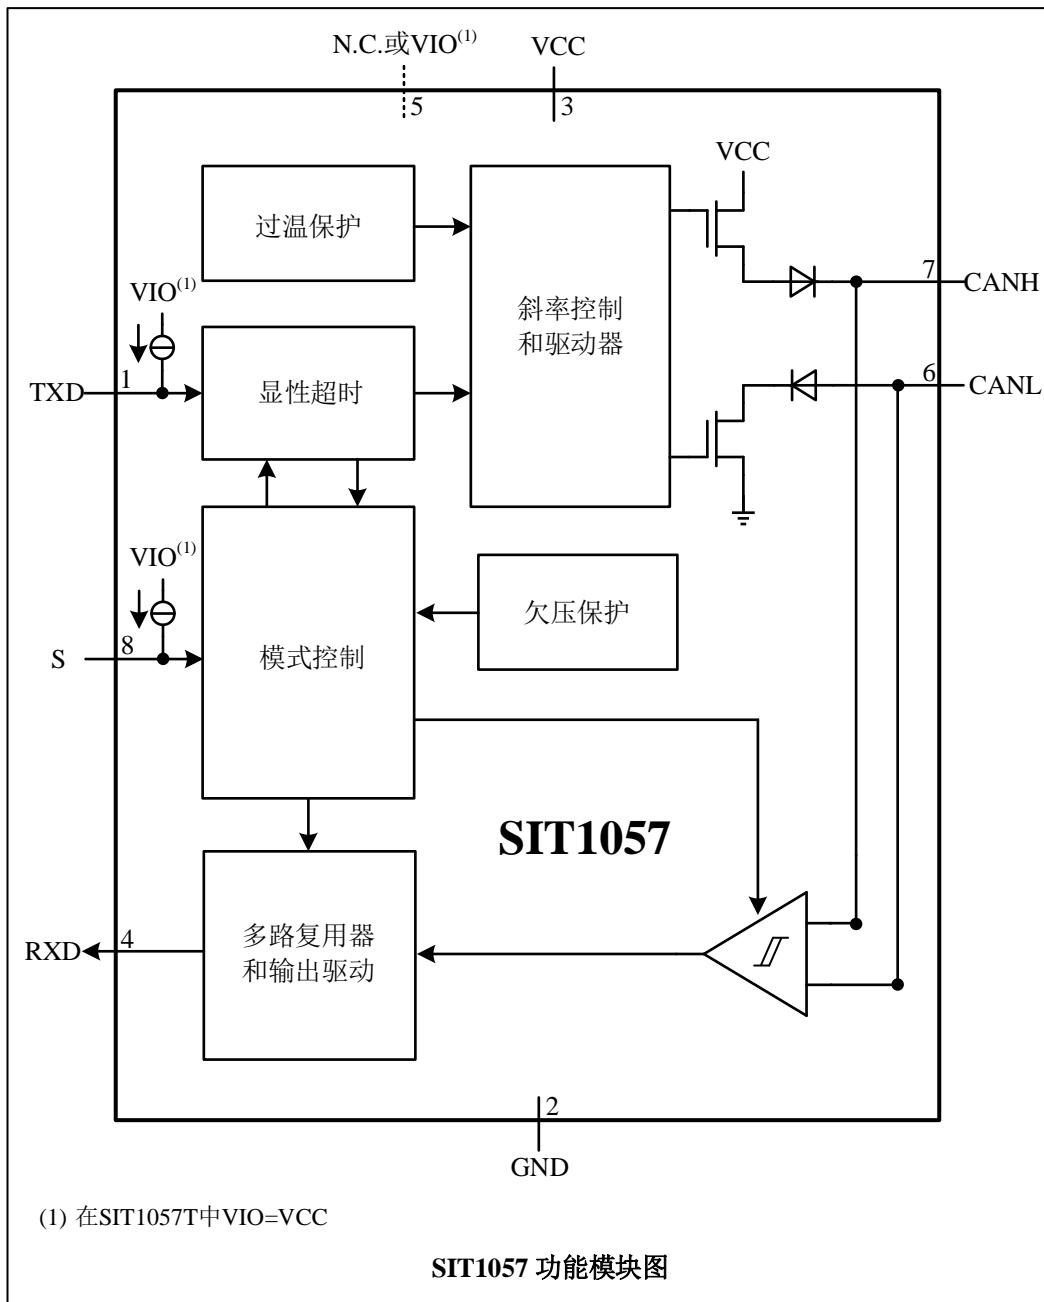 N.C.或VIO(1)
VCC
5
3
VCC
过温保护
7
CANH
VIO(1)
斜率控制
和驱动器
TXD
1
显性超时
6
CANL
VIO(1)
欠压保护
S
8
模式控制
SIT1057
RXD
4
多路复用器
和输出驱动
2
GND
(1) 在SIT1057T中VIO=VCC
SIT1057 功能模块图